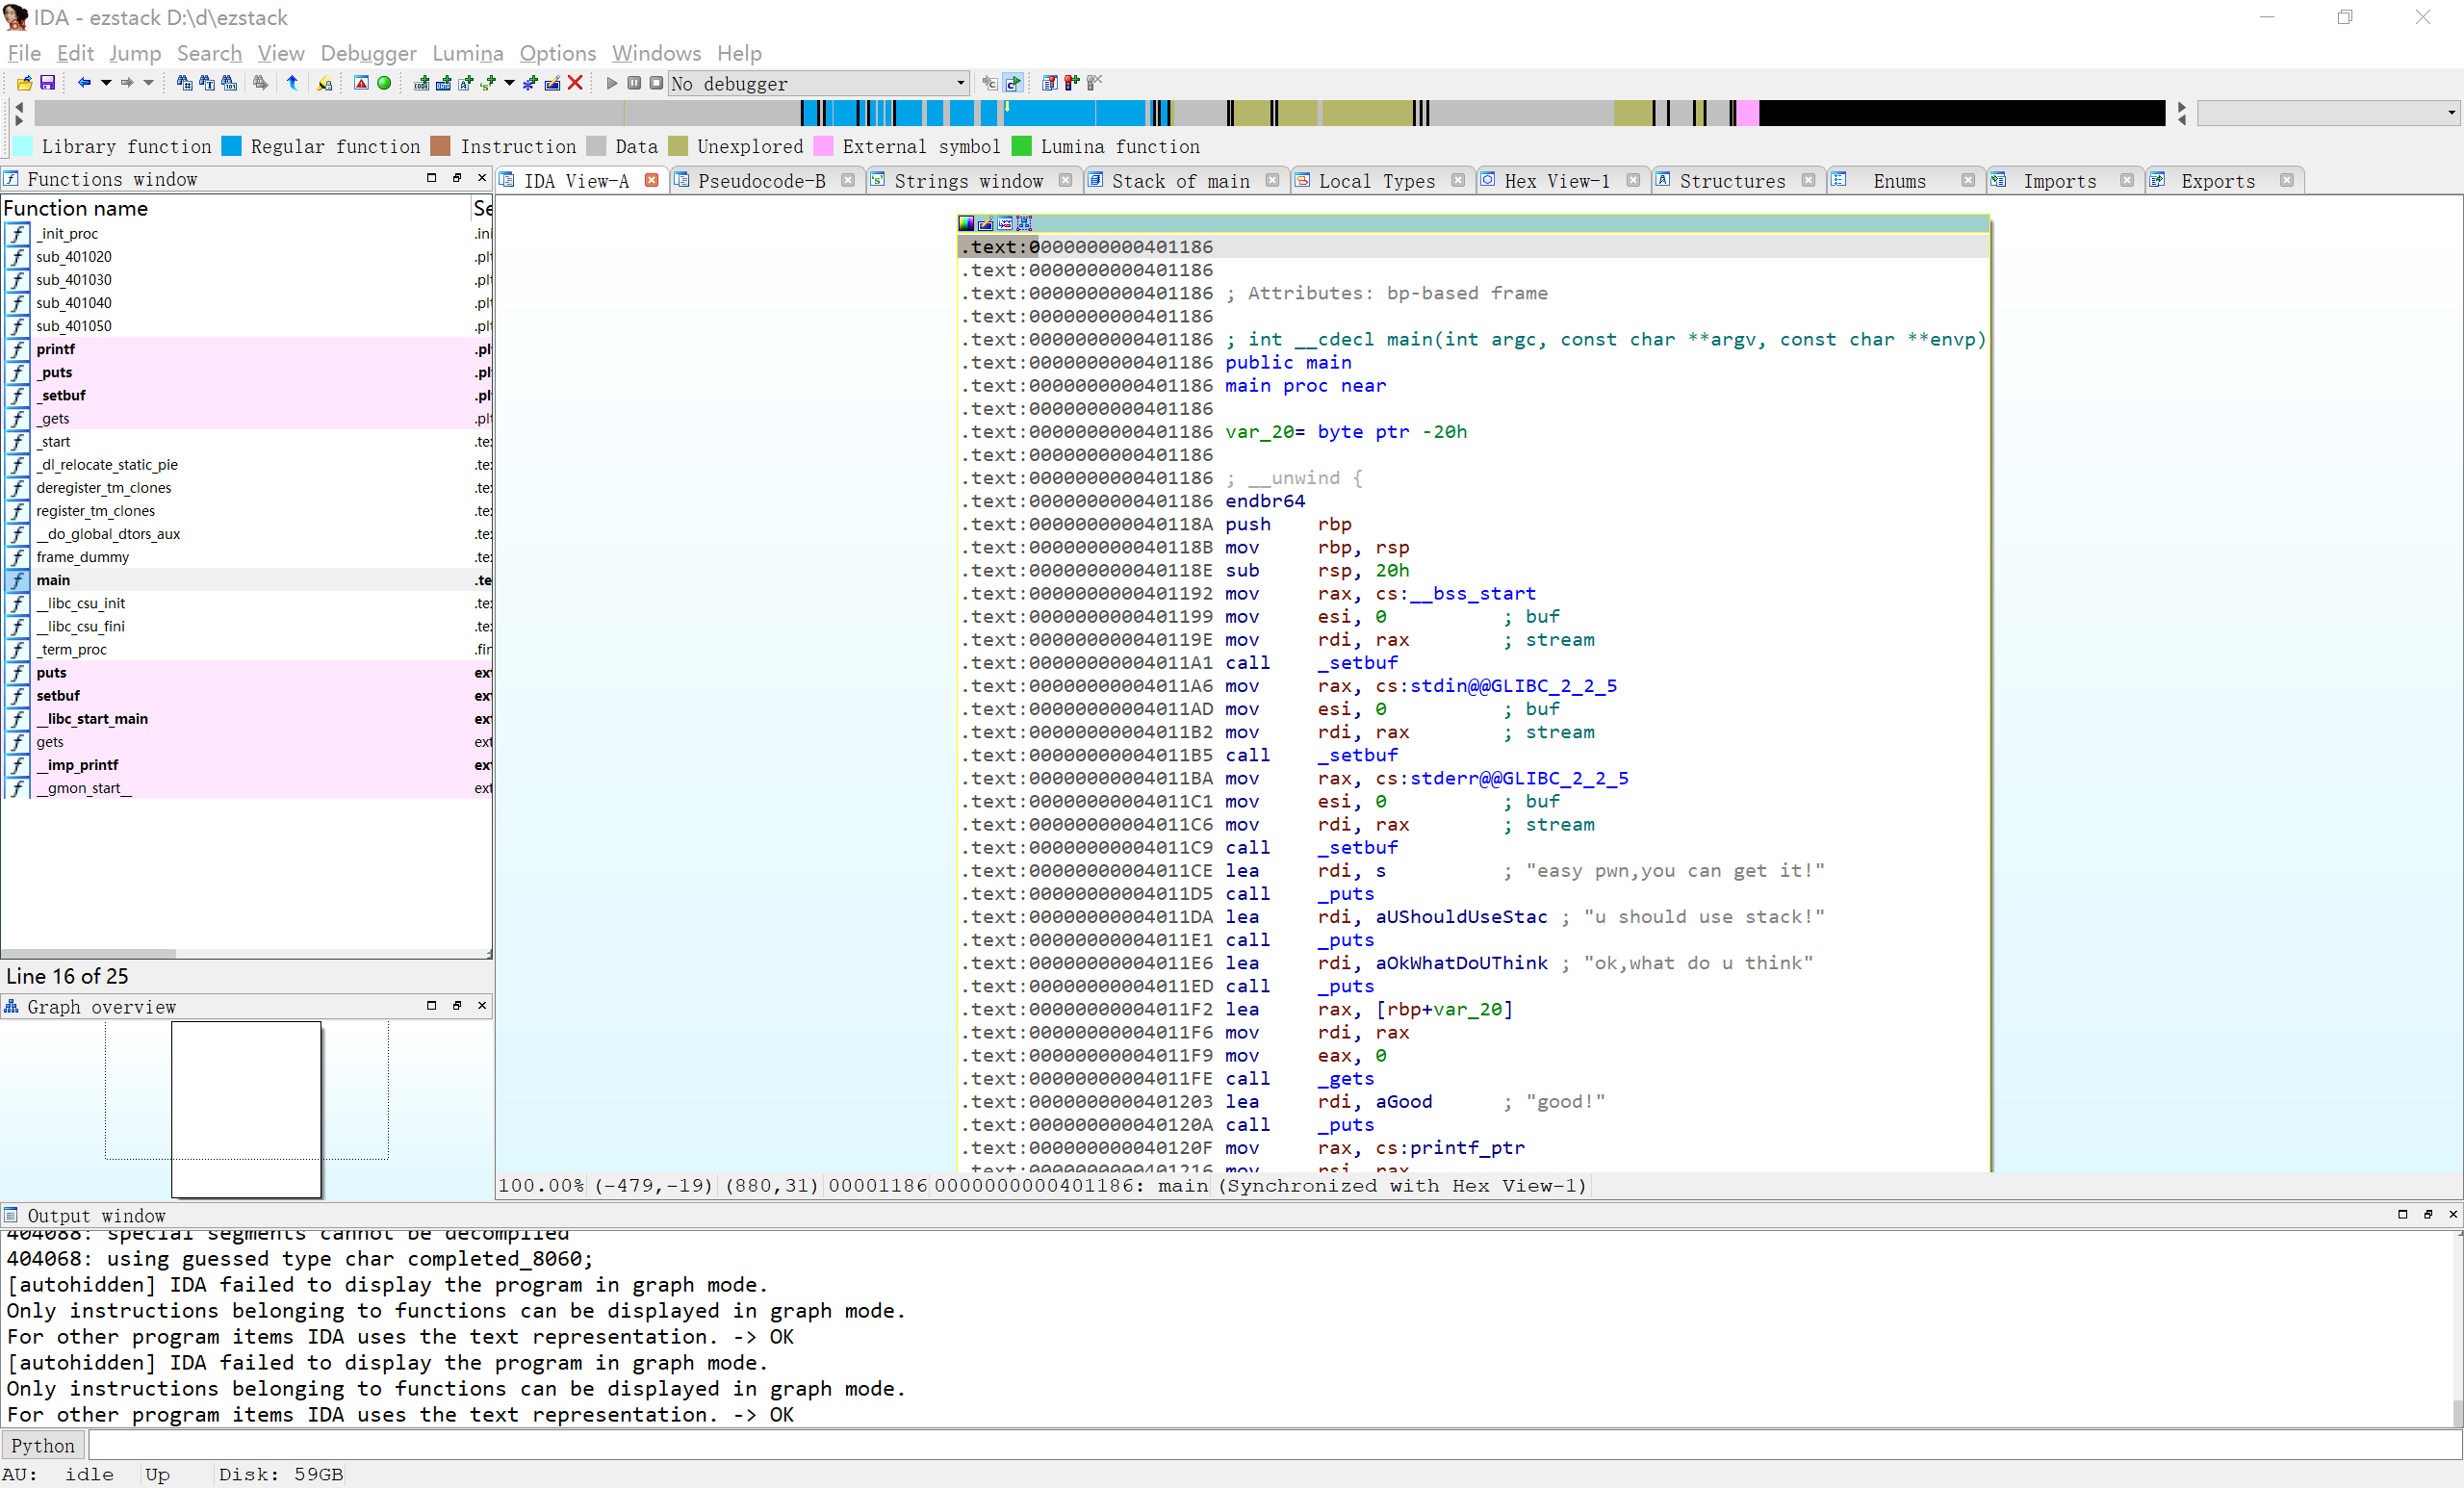 IDA - ezstack D:\d\ezstack
File Edit Jump Search View Debugger Lumina Options Windows Help
No debugger
Library function Regular function Instruction Data Unexplored External symbol Lumina function
Functions window
IDA View-A Pseudocode-B Strings window Stack of main Local Types Hex View-1 Structures Enums Imports Exports
Function name Se
_init_proc .ini
sub_401020 .plt
sub_401030 .plt
sub_401040 .plt
sub_401050 .plt
printf .pl
_puts .pl
_setbuf .pl
_gets .plt
_start .te
_dl_relocate_static_pie .te
deregister_tm_clones .te
register_tm_clones .te
__do_global_dtors_aux .te
frame_dummy .te
main .te
__libc_csu_init .te
__libc_csu_fini .te
_term_proc .fin
puts ex
setbuf ex
__libc_start_main ex
gets ext
__imp_printf ex
__gmon_start__ ext
Line 16 of 25
Graph overview
.text:0000000000401186
.text:0000000000401186
.text:0000000000401186 ; Attributes: bp-based frame
.text:0000000000401186
.text:0000000000401186 ; int __cdecl main(int argc, const char **argv, const char **envp)
.text:0000000000401186 public main
.text:0000000000401186 main proc near
.text:0000000000401186
.text:0000000000401186 var_20= byte ptr -20h
.text:0000000000401186
.text:0000000000401186 ; __unwind {
.text:0000000000401186 endbr64
.text:000000000040118A push rbp
.text:000000000040118B mov rbp, rsp
.text:000000000040118E sub rsp, 20h
.text:0000000000401192 mov rax, cs:__bss_start
.text:0000000000401199 mov esi, 0 ; buf
.text:000000000040119E mov rdi, rax ; stream
.text:00000000004011A1 call _setbuf
.text:00000000004011A6 mov rax, cs:stdin@@GLIBC_2_2_5
.text:00000000004011AD mov esi, 0 ; buf
.text:00000000004011B2 mov rdi, rax ; stream
.text:00000000004011B5 call _setbuf
.text:00000000004011BA mov rax, cs:stderr@@GLIBC_2_2_5
.text:00000000004011C1 mov esi, 0 ; buf
.text:00000000004011C6 mov rdi, rax ; stream
.text:00000000004011C9 call _setbuf
.text:00000000004011CE lea rdi, s ; "easy pwn,you can get it!"
.text:00000000004011D5 call _puts
.text:00000000004011DA lea rdi, aUShouldUseStac ; "u should use stack!"
.text:00000000004011E1 call _puts
.text:00000000004011E6 lea rdi, aOkWhatDoUThink ; "ok,what do u think"
.text:00000000004011ED call _puts
.text:00000000004011F2 lea rax, [rbp+var_20]
.text:00000000004011F6 mov rdi, rax
.text:00000000004011F9 mov eax, 0
.text:00000000004011FE call _gets
.text:0000000000401203 lea rdi, aGood ; "good!"
.text:000000000040120A call _puts
.text:000000000040120F mov rax, cs:printf_ptr
.text:0000000000401216 mov rsi, rax
100.00% (-479,-19) (880,31) 00001186 0000000000401186: main (Synchronized with Hex View-1)
Output window
404088: special segments cannot be decompiled
404068: using guessed type char completed_8060;
[autohidden] IDA failed to display the program in graph mode.
Only instructions belonging to functions can be displayed in graph mode.
For other program items IDA uses the text representation. -> OK
[autohidden] IDA failed to display the program in graph mode.
Only instructions belonging to functions can be displayed in graph mode.
For other program items IDA uses the text representation. -> OK
Python
AU: idle Up Disk: 59GB